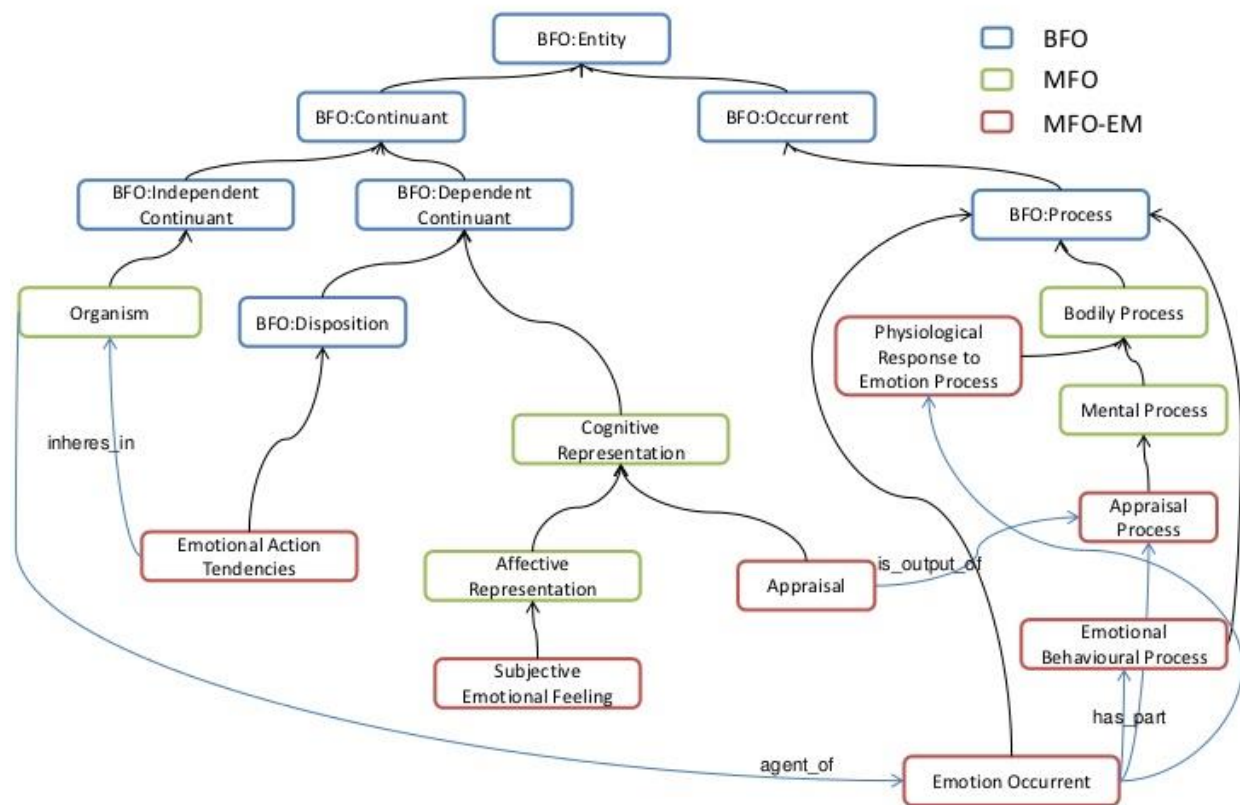 BFO:Entity
BFO
MFO
MFO-EM
BFO:Continuant
BFO:Occurrent
BFO:Independent
Continuant
BFO:Dependent
Continuant
BFO:Process
Organism
BFO:Disposition
Bodily Process
Physiological
Response to
Emotion Process
Mental Process
inheres_in
Cognitive
Representation
Appraisal
Process
Emotional Action
Tendencies
Affective
Representation
Appraisal
is_output_of
Emotional
Behavioural Process
Subjective
Emotional Feeling
has_part
agent_of
Emotion Occurrent